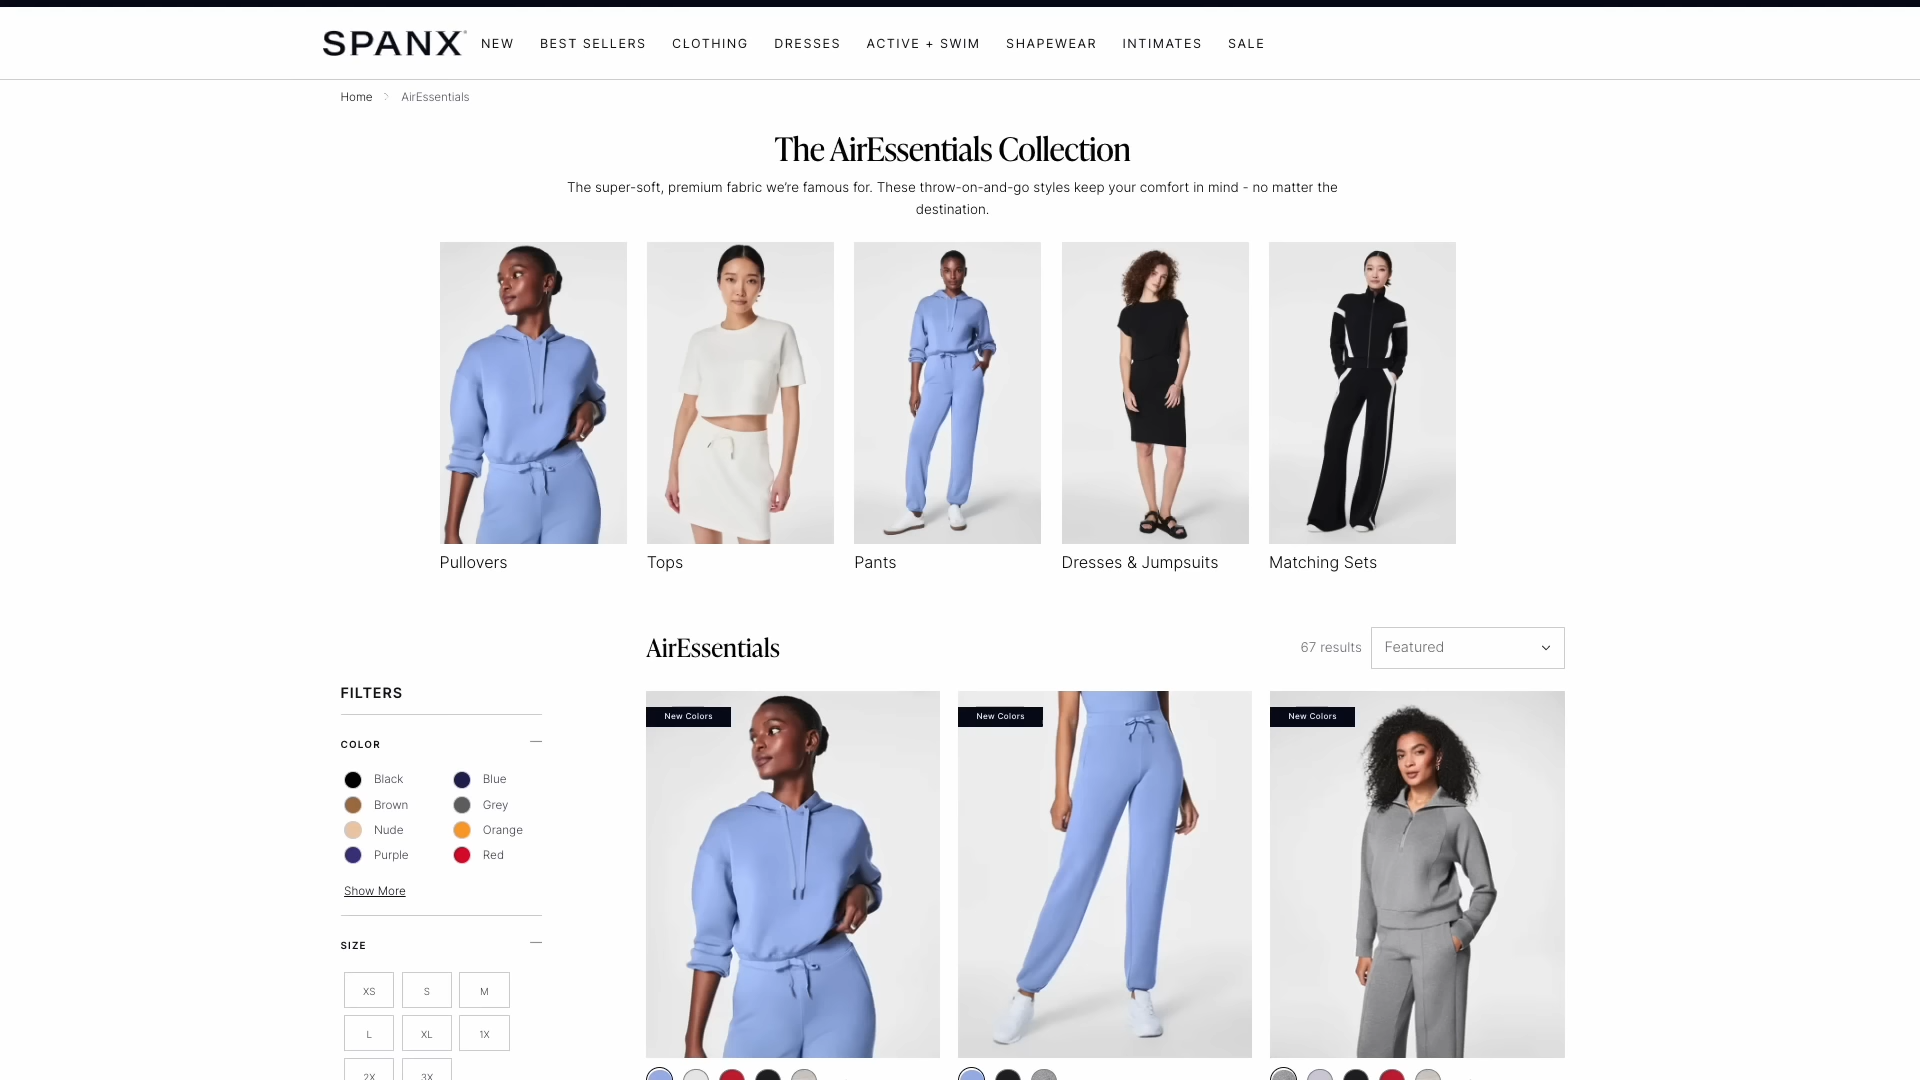 SPANX
NEW BEST SELLERS CLOTHING DRESSES ACTIVE + SWIM SHAPEWEAR INTIMATES SALE
Home AirEssentials
The AirEssentials Collection
The super-soft, premium fabric we're famous for. These throw-on-and-go styles keep your comfort in mind - no matter the
destination.
Pullovers
Tops
Pants
Dresses & Jumpsuits
Matching Sets
AirEssentials
67 results
Featured
FILTERS
COLOR
Black
Blue
Brown
Grey
Nude
Orange
Purple
Red
Show More
SIZE
XS
S
M
L
XL
1X
2X
3X
New Colors
New Colors
New Colors